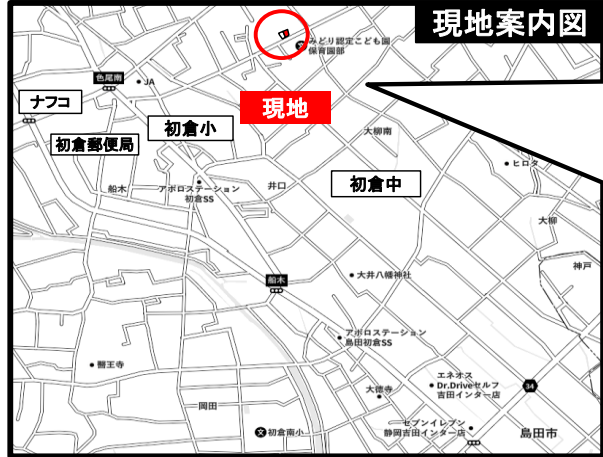 現地案内図
みどり認定こども園
保育園部
色尾南
JA
ナフコ
現地
初倉小
初倉郵便局
大柳南
ヒロタ
船木
アポロステーション
初倉SS
井口
初倉中
大柳
神戸
大井八幡神社
船木
アポロステーション
島田初倉SS
醫王寺
エネオス
Dr.Driveセルフ
吉田インター店
34
大徳寺
岡田
文
初倉南小
セブンイレブン
静岡吉田インター店
島田市